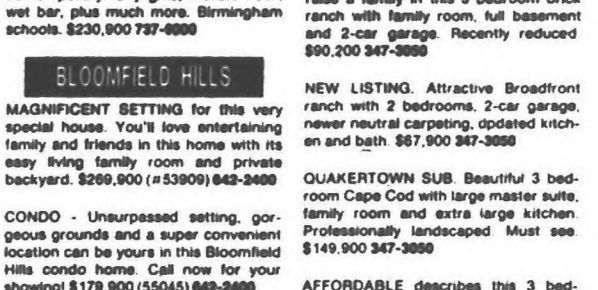 wet bar, plus much more. Birmingham
schools. $230,900 737-9000
BLOOMFIELD HILLS
MAGNIFICENT SETTING for this very
special house. You'll love entertaining
family and friends in this home with its
easy living family room and private
backyard. $269,900 (#53909) 642-2400
CONDO - Unsurpassed setting, gor-
geous grounds and a super convenient
location can be yours in this Bloomfield
Hills condo home. Call now for your
showing! $179,900 (55045) 642-2400
raise a family in this 3 bedroom brick
ranch with family room, full basement
and 2-car garage. Recently reduced
$90,200 347-3050
NEW LISTING. Attractive Broadfront
ranch with 2 bedrooms, 2-car garage,
newer neutral carpeting, dpdated kitch-
en and bath. $67,900 347-3050
QUAKERTOWN SUB. Beautiful 3 bed-
room Cape Cod with large master suite,
family room and extra large kitchen.
Professionally landscaped. Must see.
$149,900 347-3050
AFFORDABLE describes this 3 bed-